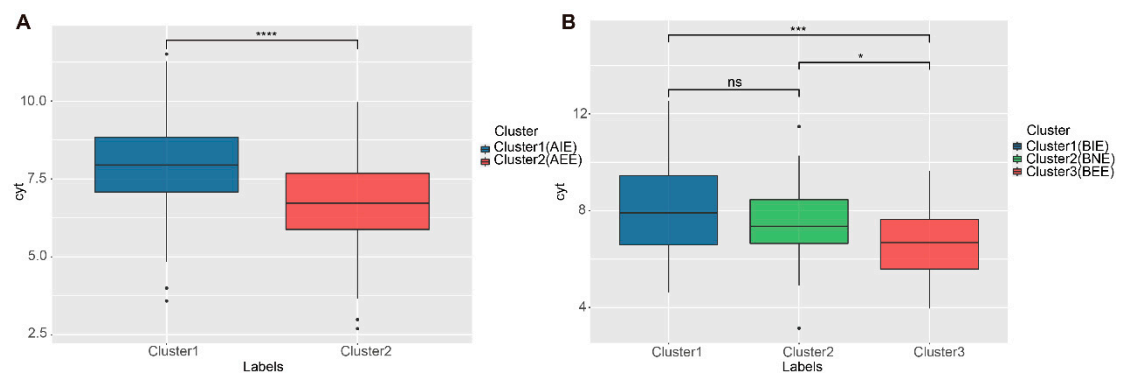 A
****
10.0
7.5
5.0
2.5
cyt
Cluster1
Cluster2
Labels
Cluster
Cluster1(AIE)
Cluster2(AEE)
B
***
*
ns
12
8
4
cyt
Cluster1
Cluster2
Cluster3
Labels
Cluster
Cluster1(BIE)
Cluster2(BNE)
Cluster3(BEE)